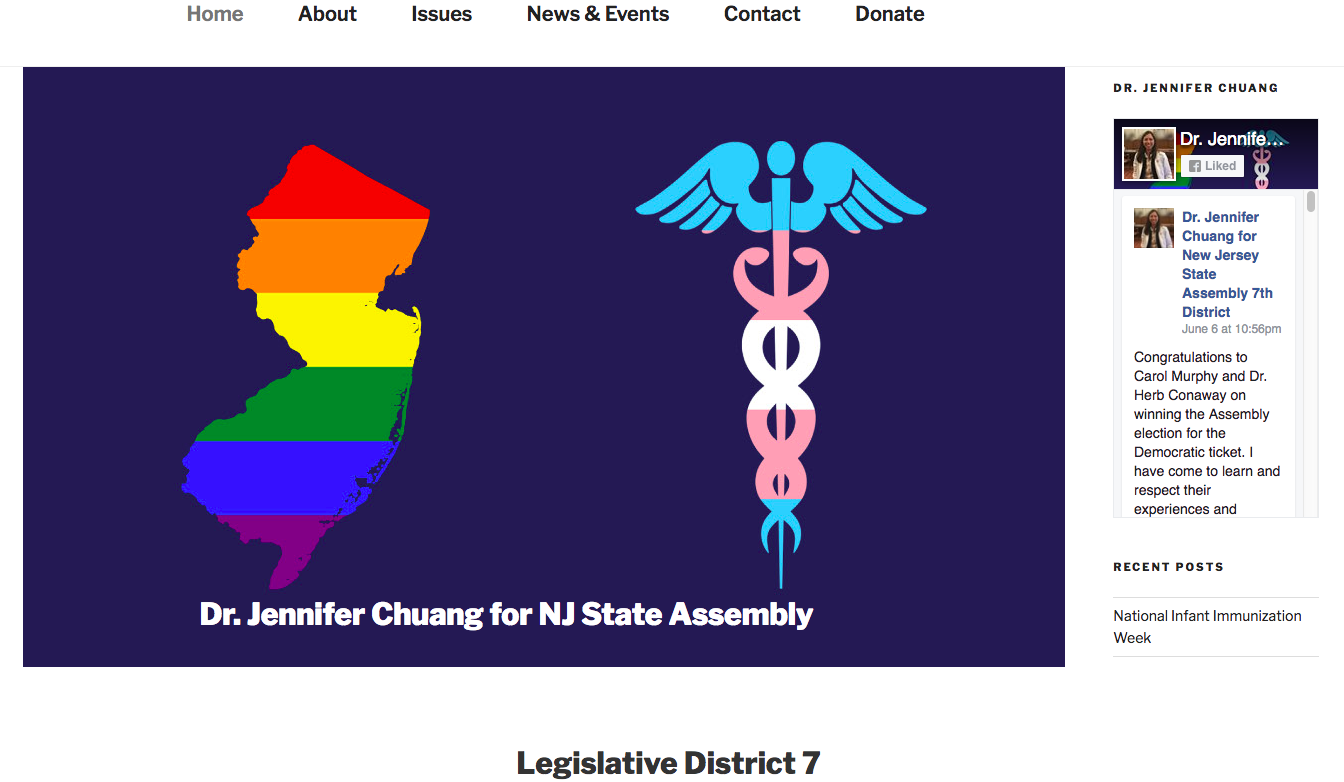 Home About Issues News & Events Contact Donate
Dr. Jennifer Chuang for NJ State Assembly
Legislative District 7
DR. JENNIFER CHUANG
Dr. Jennife...
Liked
Dr. Jennifer
Chuang for
New Jersey
State
Assembly 7th
District
June 6 at 10:56pm
Congratulations to
Carol Murphy and Dr.
Herb Conaway on
winning the Assembly
election for the
Democratic ticket. I
have come to learn and
respect their
experiences and
RECENT POSTS
National Infant Immunization
Week